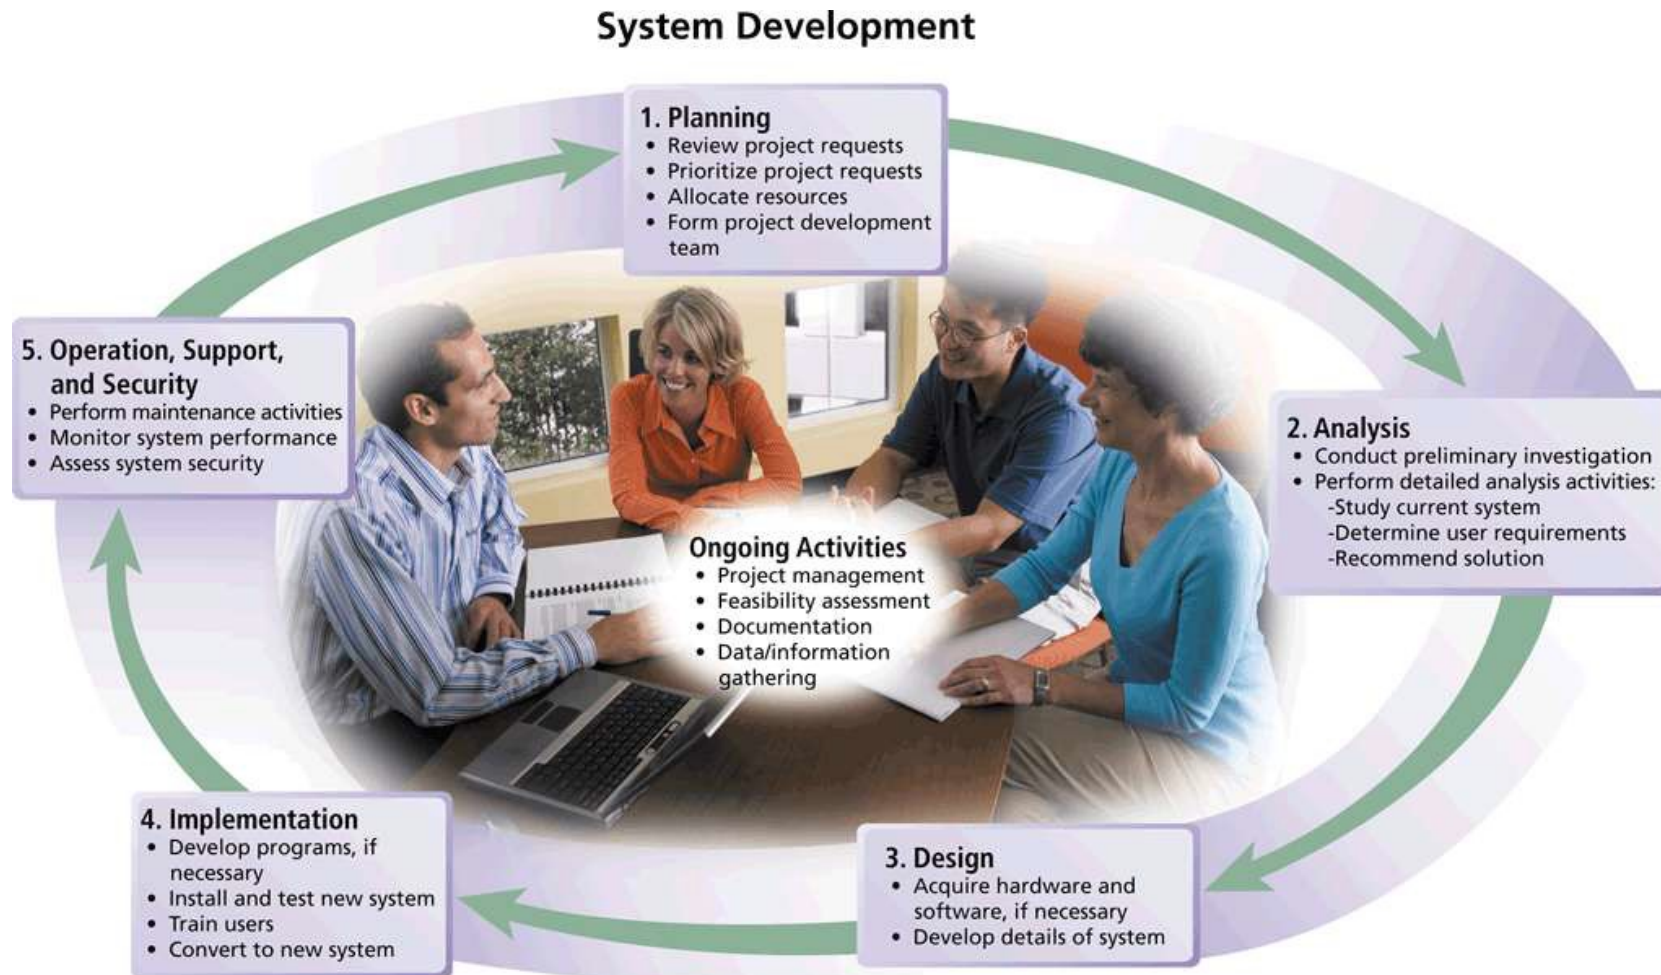 System Development
1. Planning
• Review project requests
• Prioritize project requests
• Allocate resources
• Form project development
team
2. Analysis
• Conduct preliminary investigation
• Perform detailed analysis activities:
-Study current system
-Determine user requirements
-Recommend solution
3. Design
• Acquire hardware and
software, if necessary
• Develop details of system
4. Implementation
• Develop programs, if
necessary
• Install and test new system
• Train users
• Convert to new system
5. Operation, Support,
and Security
• Perform maintenance activities
• Monitor system performance
• Assess system security
Ongoing Activities
• Project management
• Feasibility assessment
• Documentation
• Data/information
gathering